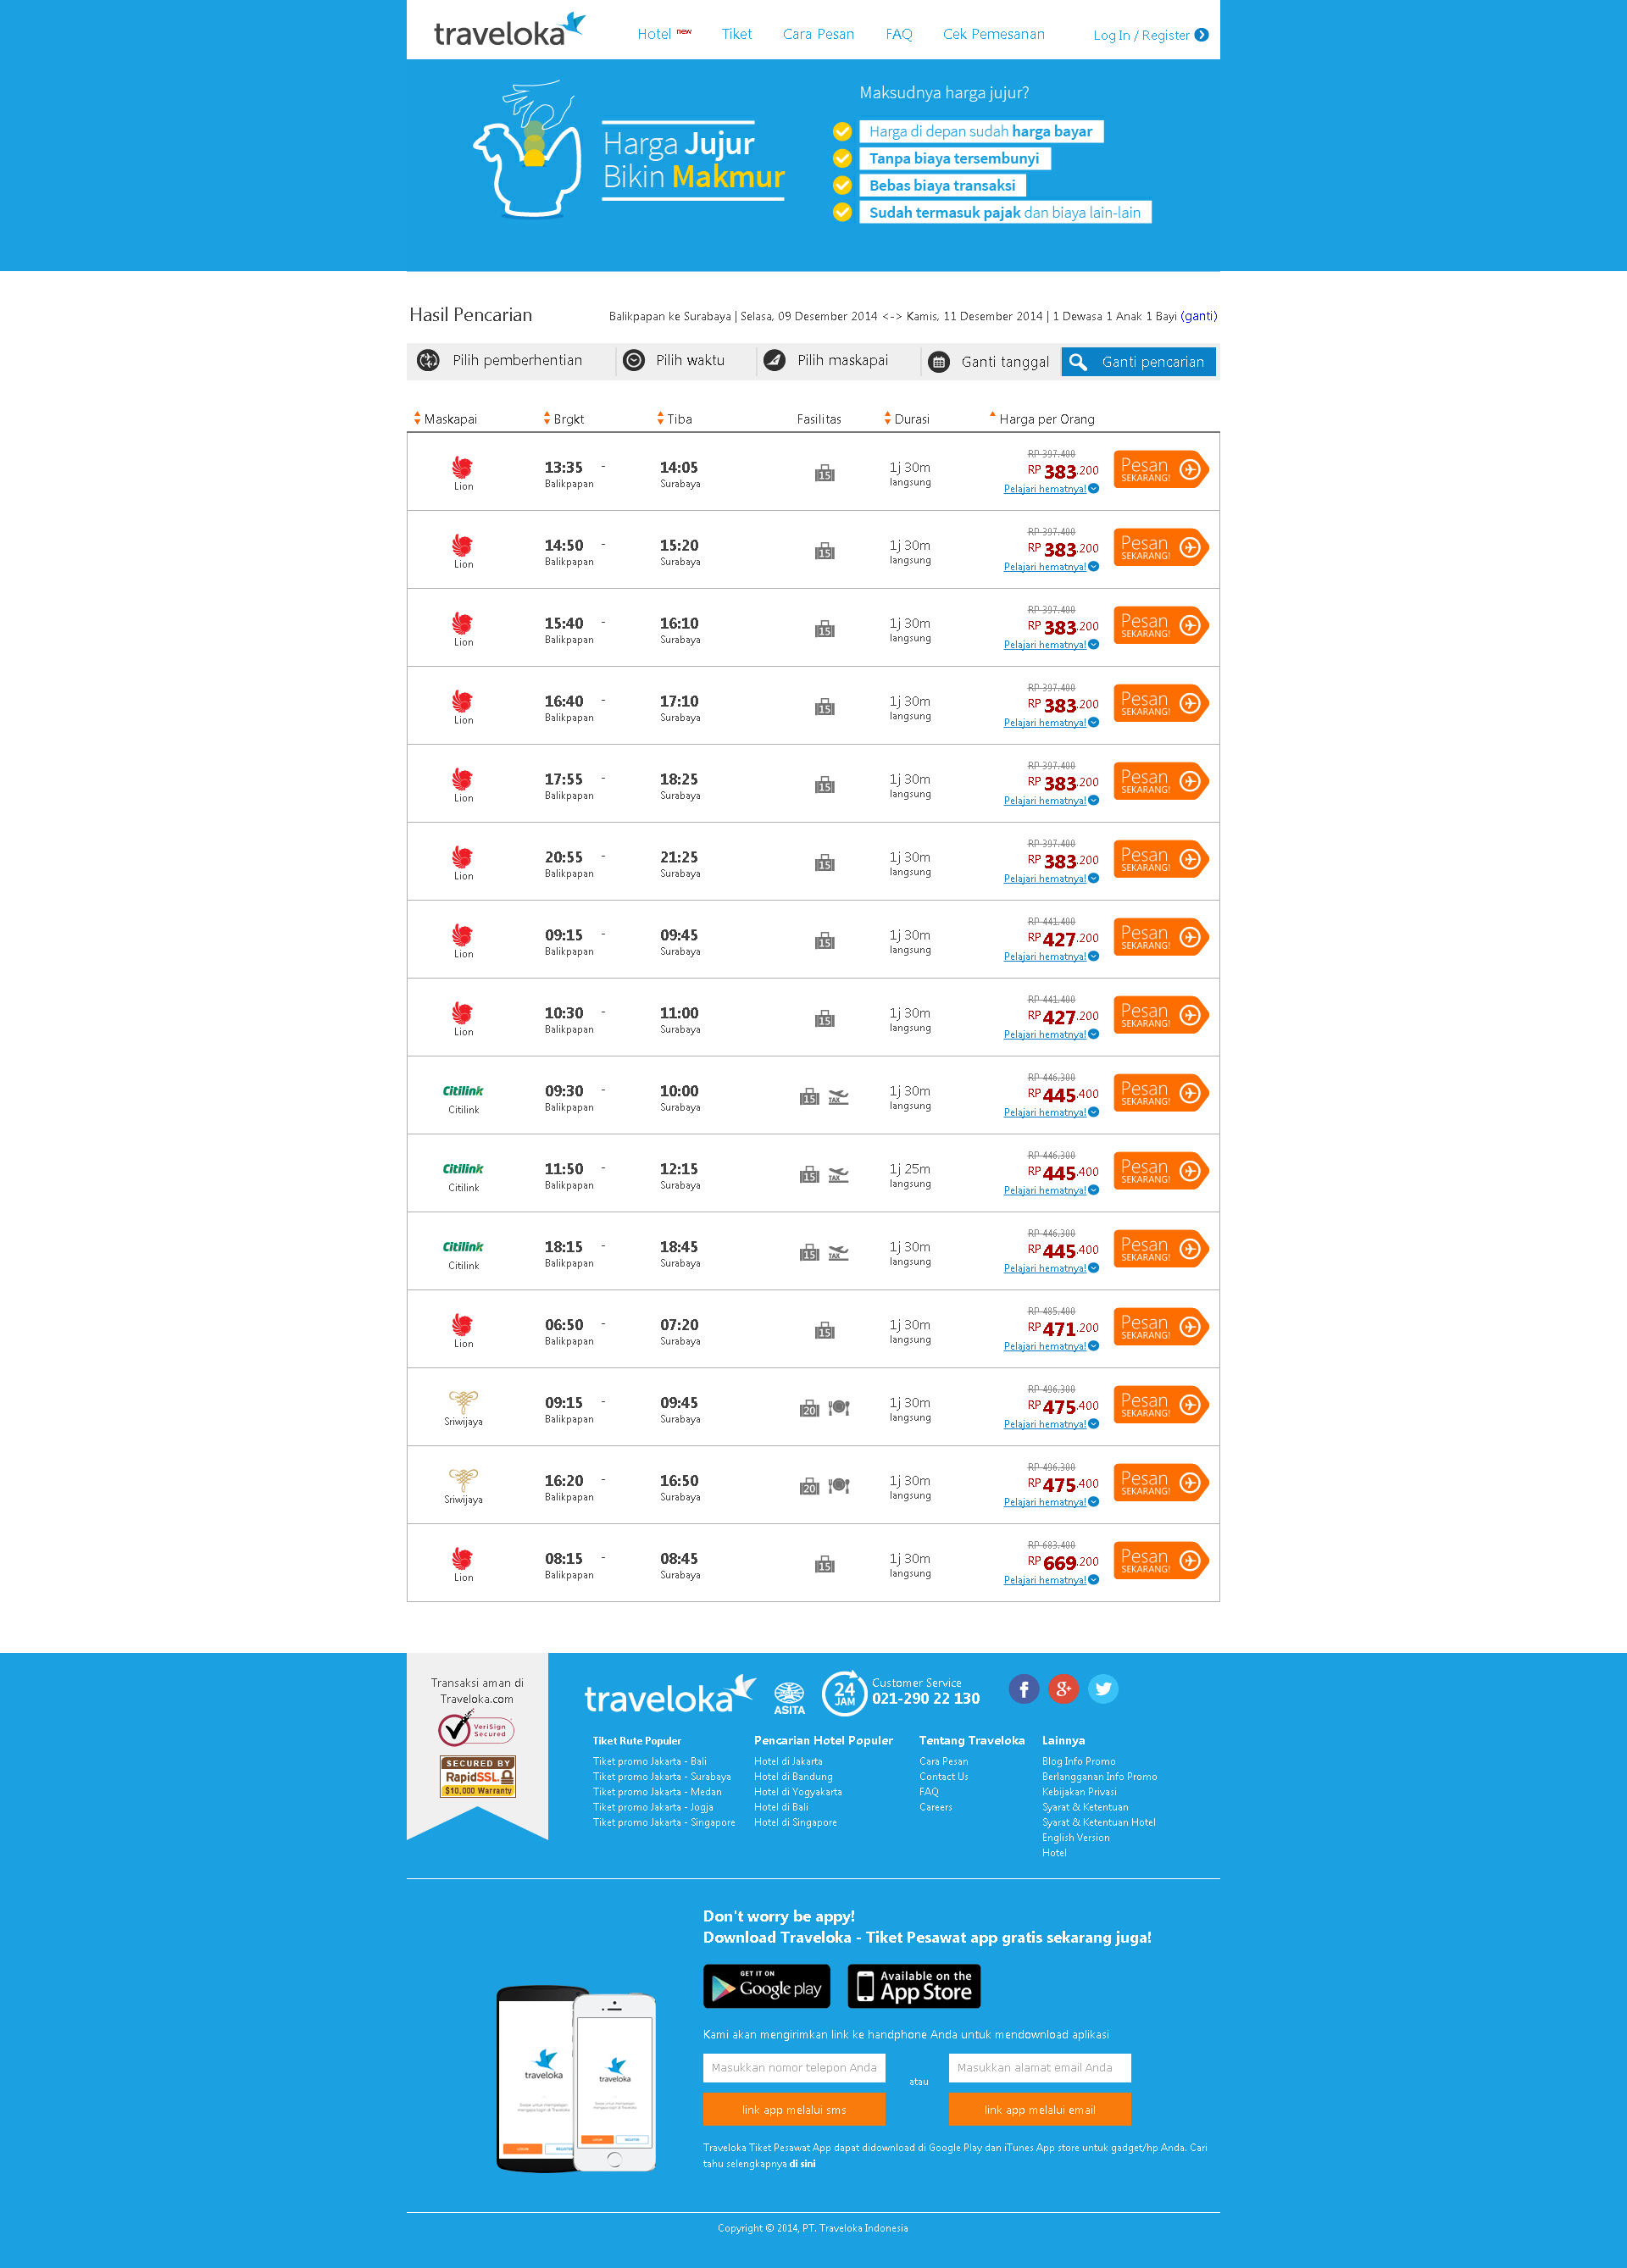 traveloka
Hotel new Tiket Cara Pesan FAQ Cek Pemesanan Log In / Register
Maksudnya harga jujur?
Harga Jujur
Bikin Makmur
Harga di depan sudah harga bayar
Tanpa biaya tersembunyi
Bebas biaya transaksi
Sudah termasuk pajak dan biaya lain-lain
Hasil Pencarian
Balikpapan ke Surabaya | Selasa, 09 Desember 2014 <-> Kamis, 11 Desember 2014 | 1 Dewasa 1 Anak 1 Bayi (ganti)
Pilih pemberhentian Pilih waktu Pilih maskapai Ganti tanggal Ganti pencarian
Maskapai Brgkt Tiba Fasilitas Durasi Harga per Orang
RP 397.400
13:35 - 14:05 15 1j 30m RP 383.200 Pesan SEKARANG!
Lion Balikpapan Surabaya langsung Pelajari hematnya!
RP 397.400
14:50 - 15:20 15 1j 30m RP 383.200 Pesan SEKARANG!
Lion Balikpapan Surabaya langsung Pelajari hematnya!
RP 397.400
15:40 - 16:10 15 1j 30m RP 383.200 Pesan SEKARANG!
Lion Balikpapan Surabaya langsung Pelajari hematnya!
RP 397.400
16:40 - 17:10 15 1j 30m RP 383.200 Pesan SEKARANG!
Lion Balikpapan Surabaya langsung Pelajari hematnya!
RP 397.400
17:55 - 18:25 15 1j 30m RP 383.200 Pesan SEKARANG!
Lion Balikpapan Surabaya langsung Pelajari hematnya!
RP 397.400
20:55 - 21:25 15 1j 30m RP 383.200 Pesan SEKARANG!
Lion Balikpapan Surabaya langsung Pelajari hematnya!
RP 441.400
09:15 - 09:45 15 1j 30m RP 427.200 Pesan SEKARANG!
Lion Balikpapan Surabaya langsung Pelajari hematnya!
RP 441.400
10:30 - 11:00 15 1j 30m RP 427.200 Pesan SEKARANG!
Lion Balikpapan Surabaya langsung Pelajari hematnya!
RP 446.300
Citilink 09:30 - 10:00 15 TAX 1j 30m RP 445.400 Pesan SEKARANG!
Citilink Balikpapan Surabaya langsung Pelajari hematnya!
RP 446.300
Citilink 11:50 - 12:15 15 TAX 1j 25m RP 445.400 Pesan SEKARANG!
Citilink Balikpapan Surabaya langsung Pelajari hematnya!
RP 446.300
Citilink 18:15 - 18:45 15 TAX 1j 30m RP 445.400 Pesan SEKARANG!
Citilink Balikpapan Surabaya langsung Pelajari hematnya!
RP 485.400
06:50 - 07:20 15 1j 30m RP 471.200 Pesan SEKARANG!
Lion Balikpapan Surabaya langsung Pelajari hematnya!
RP 496.300
09:15 - 09:45 20 1j 30m RP 475.400 Pesan SEKARANG!
Sriwijaya Balikpapan Surabaya langsung Pelajari hematnya!
RP 496.300
16:20 - 16:50 20 1j 30m RP 475.400 Pesan SEKARANG!
Sriwijaya Balikpapan Surabaya langsung Pelajari hematnya!
RP 683.400
08:15 - 08:45 15 1j 30m RP 669.200 Pesan SEKARANG!
Lion Balikpapan Surabaya langsung Pelajari hematnya!
Transaksi aman di
Traveloka.com
VeriSign
Secured
SECURED BY
RapidSSL
$10,000 Warranty
traveloka
ASITA
24
JAM
Customer Service
021-290 22 130
f g+
Tiket Rute Populer
Tiket promo Jakarta - Bali
Tiket promo Jakarta - Surabaya
Tiket promo Jakarta - Medan
Tiket promo Jakarta - Jogja
Tiket promo Jakarta - Singapore
Pencarian Hotel Populer
Hotel di Jakarta
Hotel di Bandung
Hotel di Yogyakarta
Hotel di Bali
Hotel di Singapore
Tentang Traveloka
Cara Pesan
Contact Us
FAQ
Careers
Lainnya
Blog Info Promo
Berlangganan Info Promo
Kebijakan Privasi
Syarat & Ketentuan
Syarat & Ketentuan Hotel
English Version
Hotel
Don't worry be appy!
Download Traveloka - Tiket Pesawat app gratis sekarang juga!
GET IT ON
Google play
Available on the
App Store
Kami akan mengirimkan link ke handphone Anda untuk mendownload aplikasi
Masukkan nomor telepon Anda atau Masukkan alamat email Anda
link app melalui sms link app melalui email
traveloka
traveloka
Traveloka Tiket Pesawat App dapat didownload di Google Play dan iTunes App store untuk gadget/hp Anda. Cari
tahu selengkapnya di sini
Copyright © 2014, PT. Traveloka Indonesia